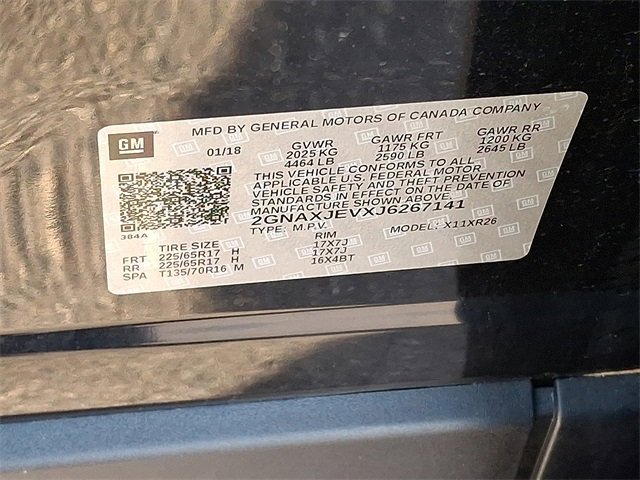 MFD BY GENERAL MOTORS OF CANADA COMPANY
GM
01/18 GVWR GAWR FRT GAWR RR
2025 KG 1175 KG 1200 KG
4464 LB 2590 LB 2645 LB
THIS VEHICLE CONFORMS TO ALL
APPLICABLE U.S. FEDERAL MOTOR
VEHICLE SAFETY AND THEFT PREVENTION
STANDARDS IN EFFECT ON THE DATE OF
MANUFACTURE SHOWN ABOVE.
2GNAXJEVXJ6267141
TYPE: M.P.V. MODEL: X11XR26
384A
TIRE SIZE RIM
FRT 225/65R17 H 17X7J
RR 225/65R17 H 17X7J
SPA T135/70R16 M 16X4BT